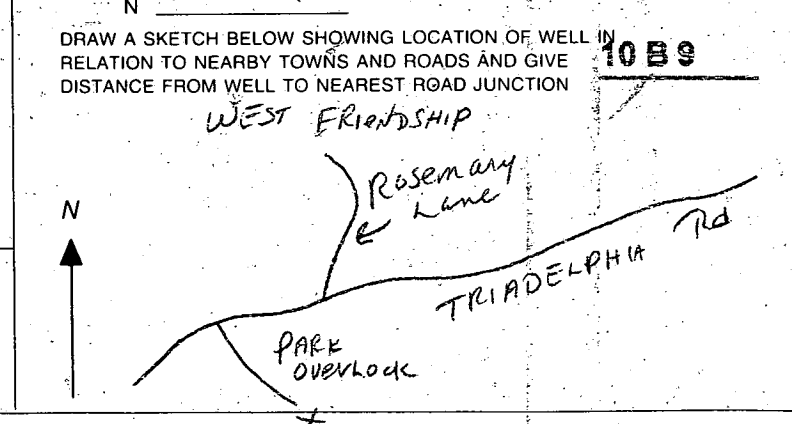 N
DRAW A SKETCH BELOW SHOWING LOCATION OF WELL IN
RELATION TO NEARBY TOWNS AND ROADS AND GIVE
DISTANCE FROM WELL TO NEAREST ROAD JUNCTION
10 B 9
WEST FRIENDSHIP
Rosemary
Lane
N
TRIADELPHIA Rd
PARK
OVERLOCK
X